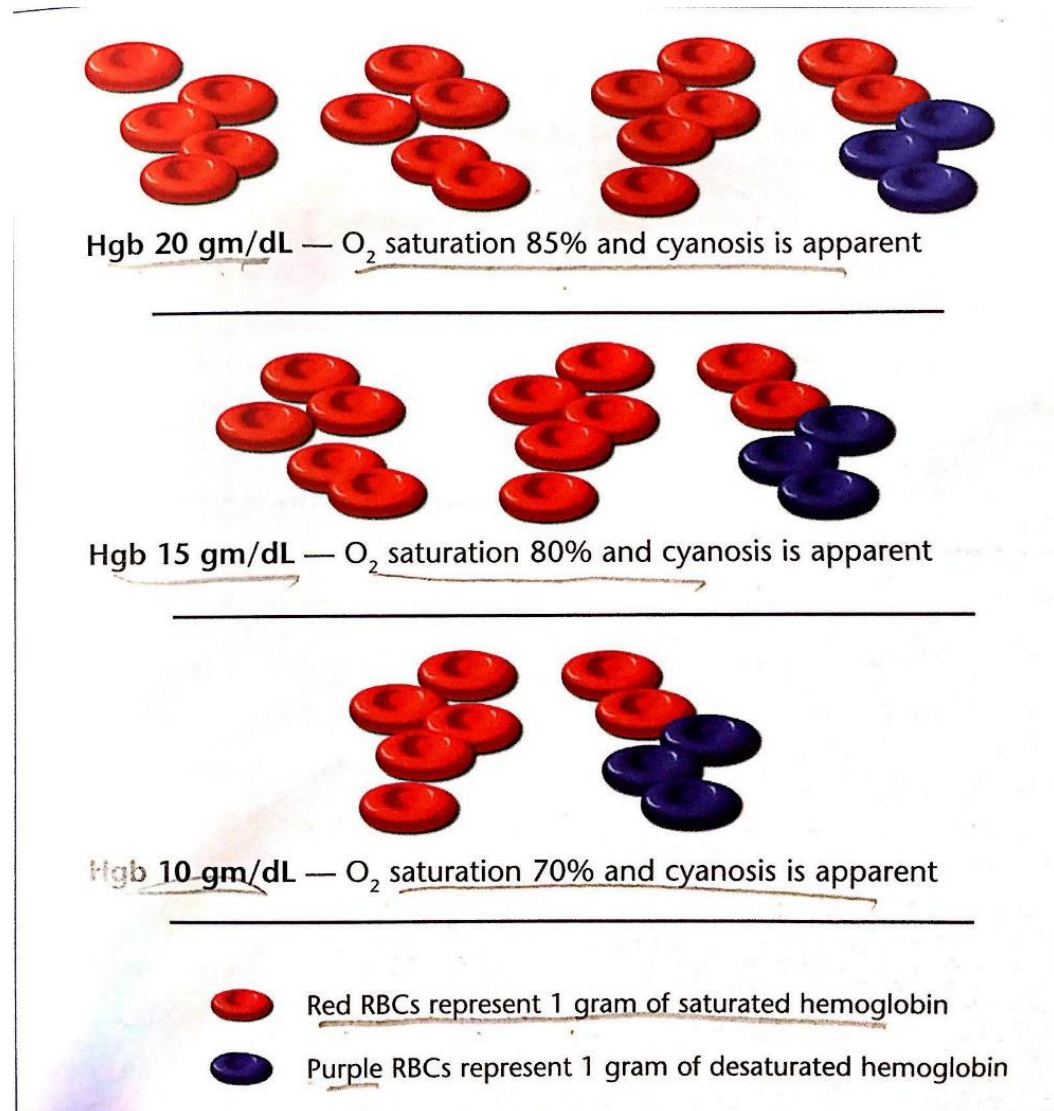 Hgb 20 gm/dL — O₂ saturation 85% and cyanosis is apparent
Hgb 15 gm/dL — O₂ saturation 80% and cyanosis is apparent
Hgb 10 gm/dL — O₂ saturation 70% and cyanosis is apparent
Red RBCs represent 1 gram of saturated hemoglobin
Purple RBCs represent 1 gram of desaturated hemoglobin